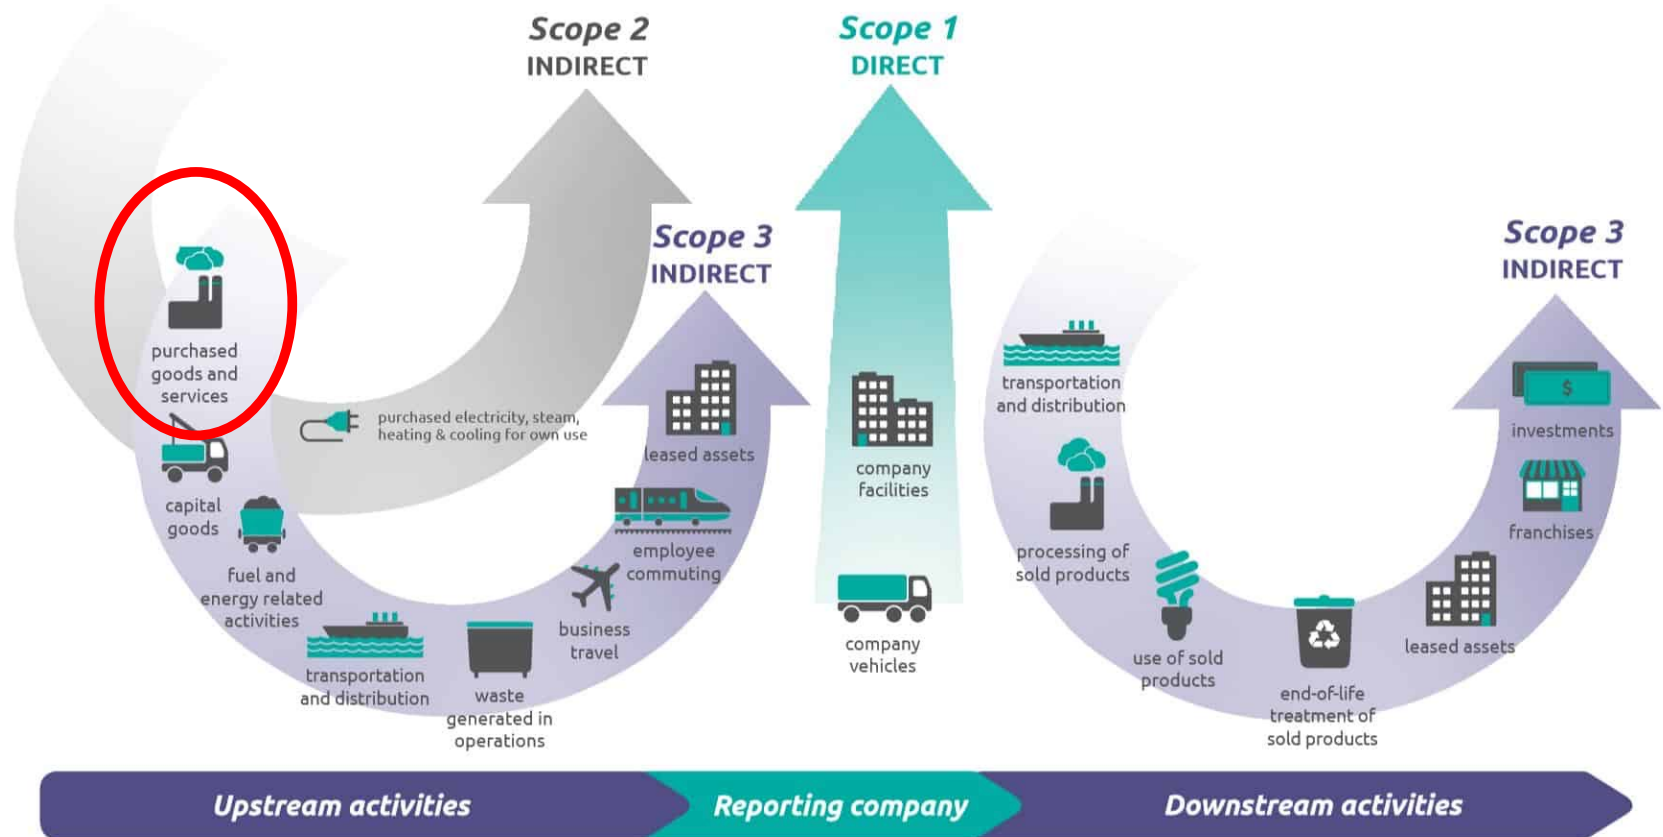 Scope 2
INDIRECT
Scope 1
DIRECT
Scope 3
INDIRECT
Scope 3
INDIRECT
purchased
goods and
services
purchased electricity, steam,
heating & cooling for own use
capital
goods
fuel and
energy related
activities
transportation
and distribution
waste
generated in
operations
business
travel
employee
commuting
leased assets
company
facilities
company
vehicles
transportation
and distribution
processing of
sold products
use of sold
products
end-of-life
treatment of
sold products
leased assets
franchises
$
investments
Upstream activities
Reporting company
Downstream activities